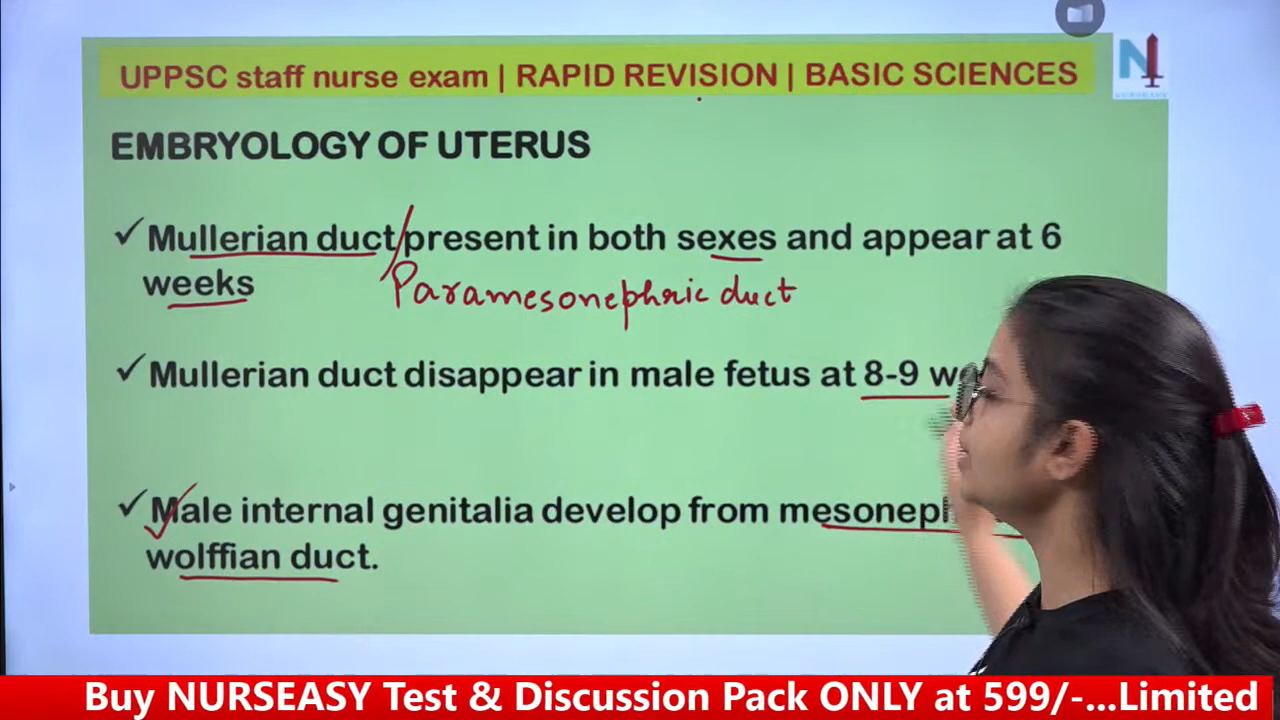 UPPSC staff nurse exam | RAPID REVISION | BASIC SCIENCES
EMBRYOLOGY OF UTERUS
✓ Mullerian duct/present in both sexes and appear at 6
weeks
Paramesonephric duct
✓ Mullerian duct disappear in male fetus at 8-9
✓ Male internal genitalia develop from
wolffian duct.
Buy NURSEASY Test & Discussion Pack ONLY at 599/-...Limited